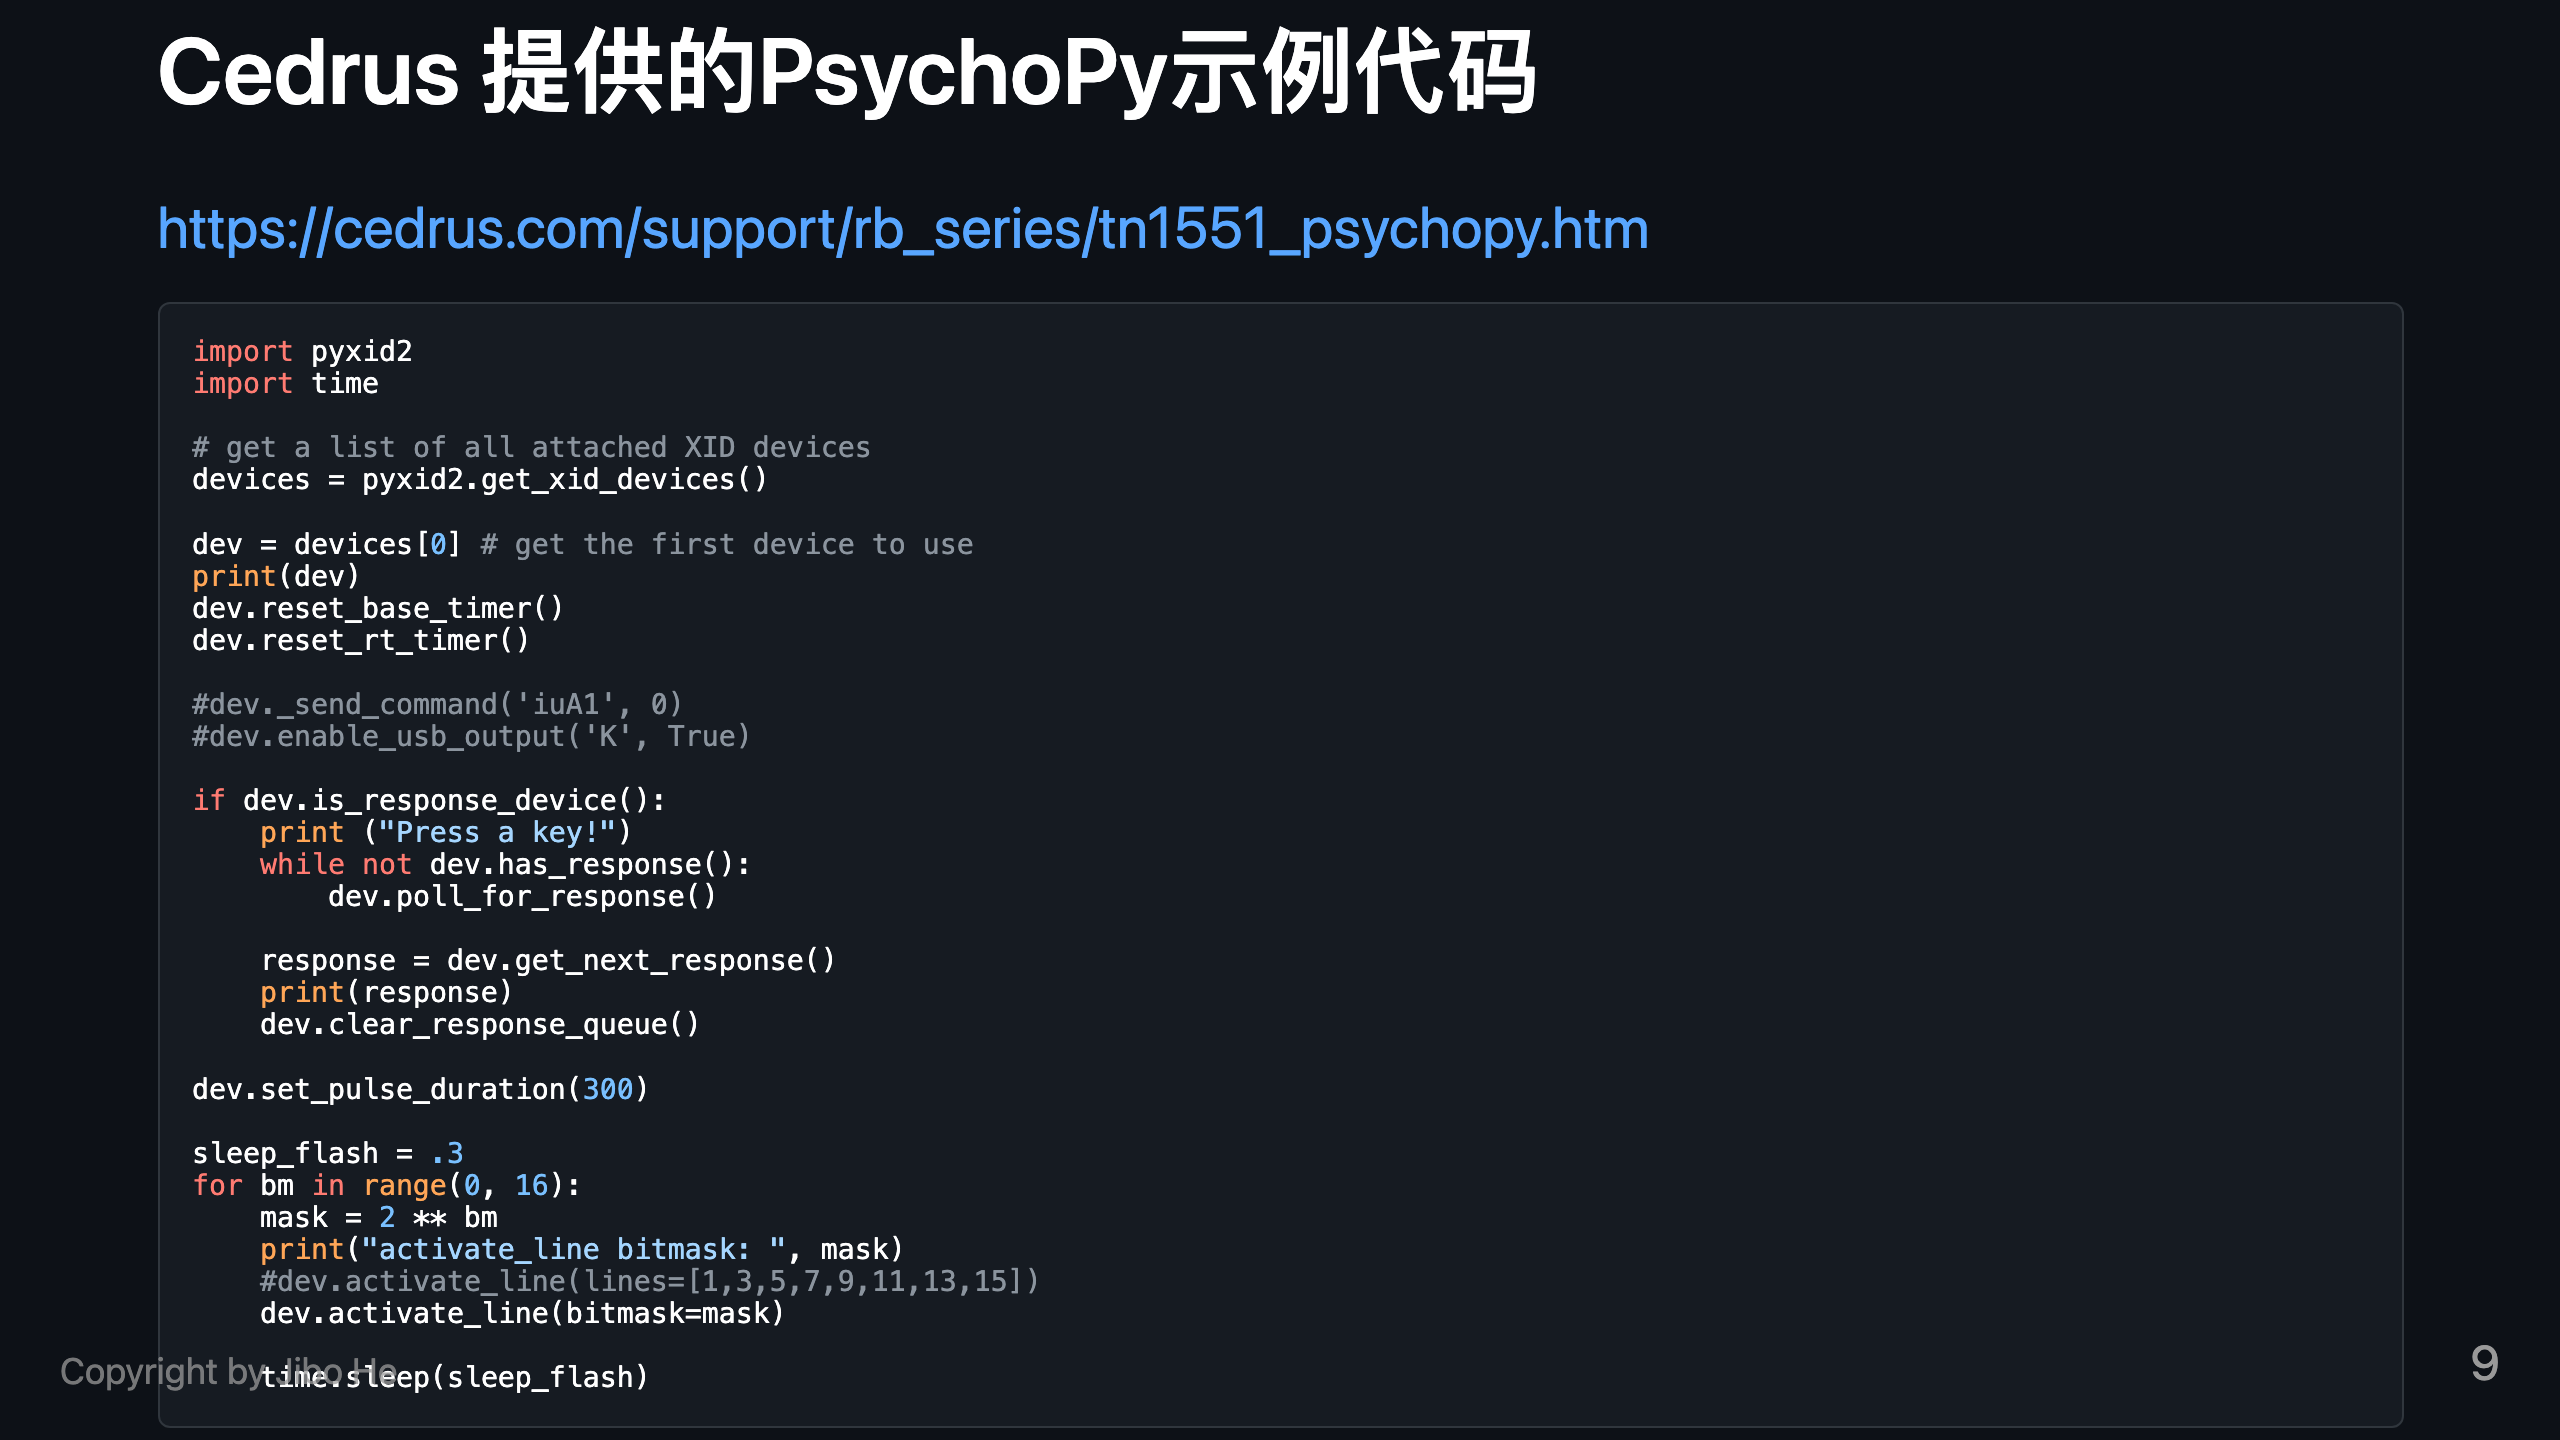 Cedrus 提供的PsychoPy示例代码
https://cedrus.com/support/rb_series/tn1551_psychopy.htm
import pyxid2
import time
# get a list of all attached XID devices
devices = pyxid2.get_xid_devices()
dev = devices[0] # get the first device to use
print(dev)
dev.reset_base_timer()
dev.reset_rt_timer()
#dev._send_command('iuA1', 0)
#dev.enable_usb_output('K', True)
if dev.is_response_device():
    print ("Press a key!")
    while not dev.has_response():
        dev.poll_for_response()
    response = dev.get_next_response()
    print(response)
    dev.clear_response_queue()
dev.set_pulse_duration(300)
sleep_flash = .3
for bm in range(0, 16):
    mask = 2 ** bm
    print("activate_line bitmask: ", mask)
    #dev.activate_line(lines=[1,3,5,7,9,11,13,15])
    dev.activate_line(bitmask=mask)
    time.sleep(sleep_flash)
Copyright by Jibo He
9